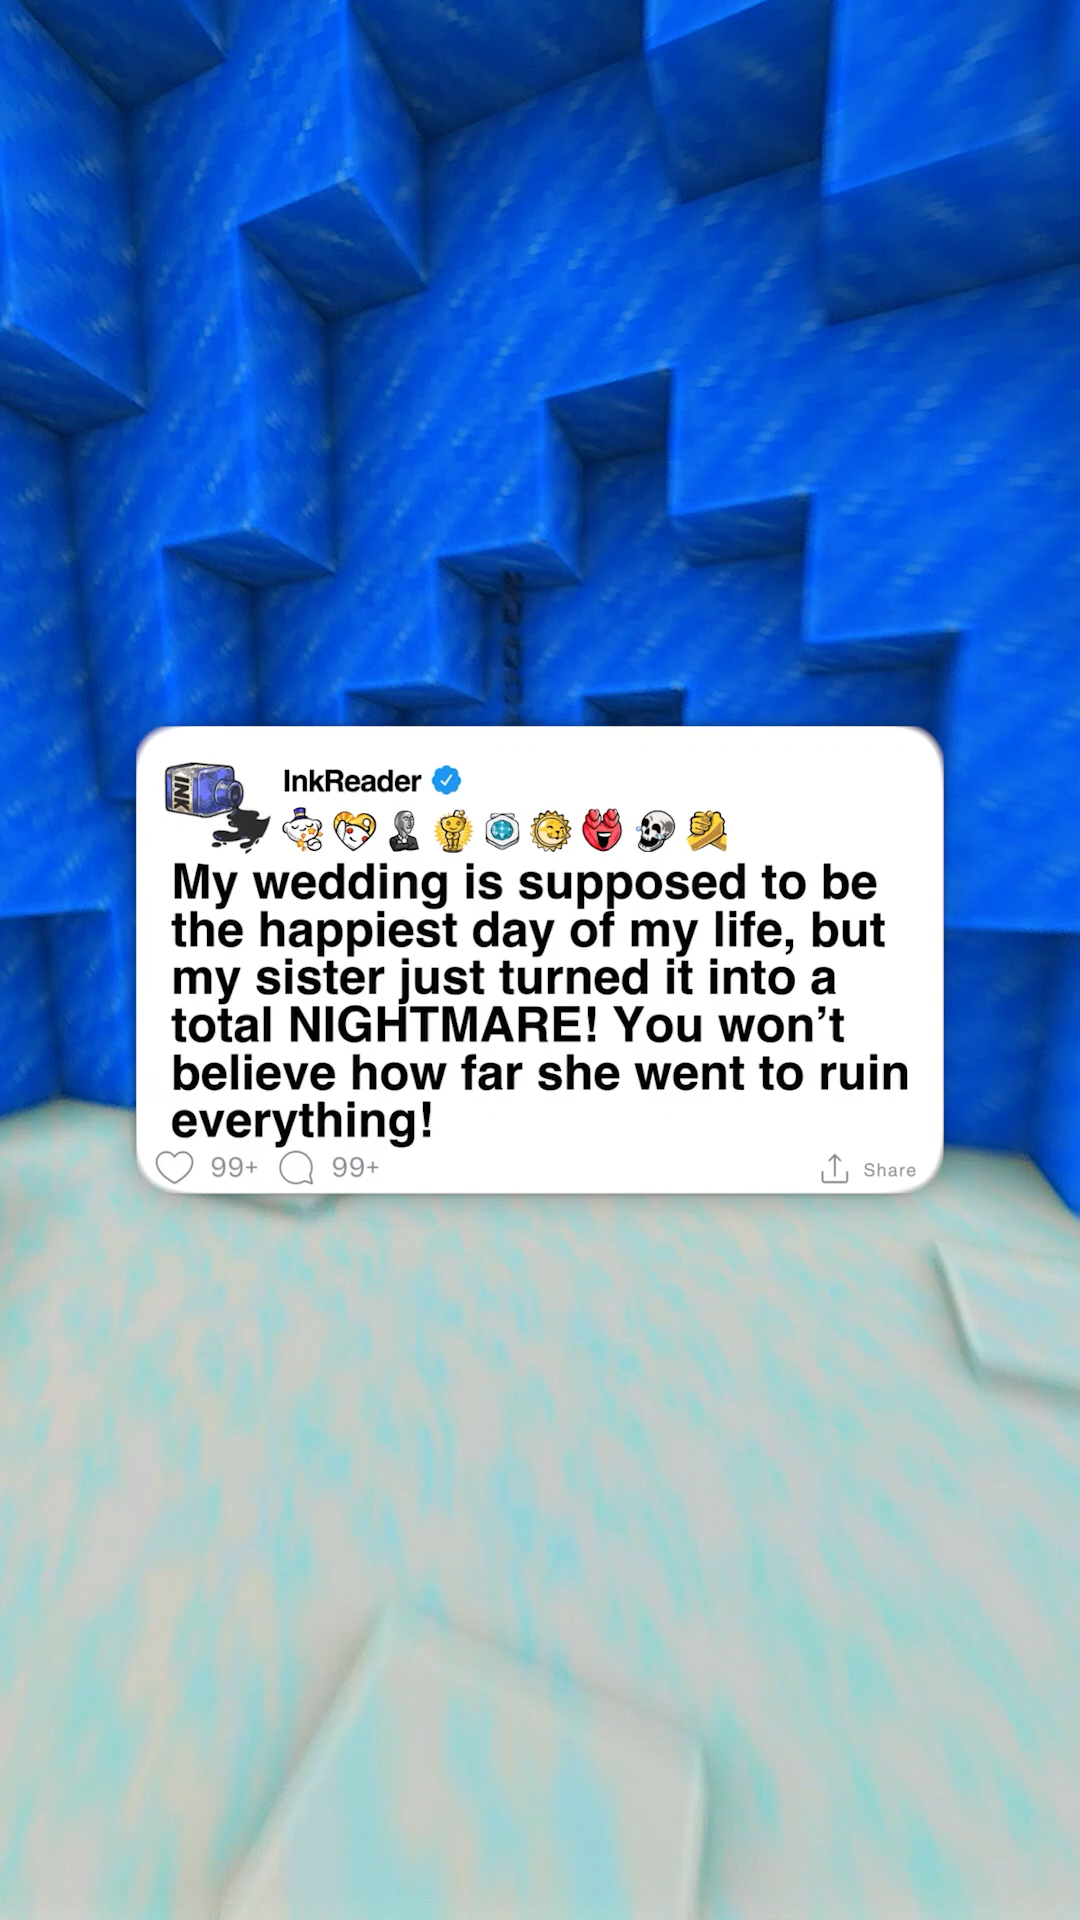 INK
InkReader
My wedding is supposed to be
the happiest day of my life, but
my sister just turned it into a
total NIGHTMARE! You won’t
believe how far she went to ruin
everything!
99+ 99+ Share